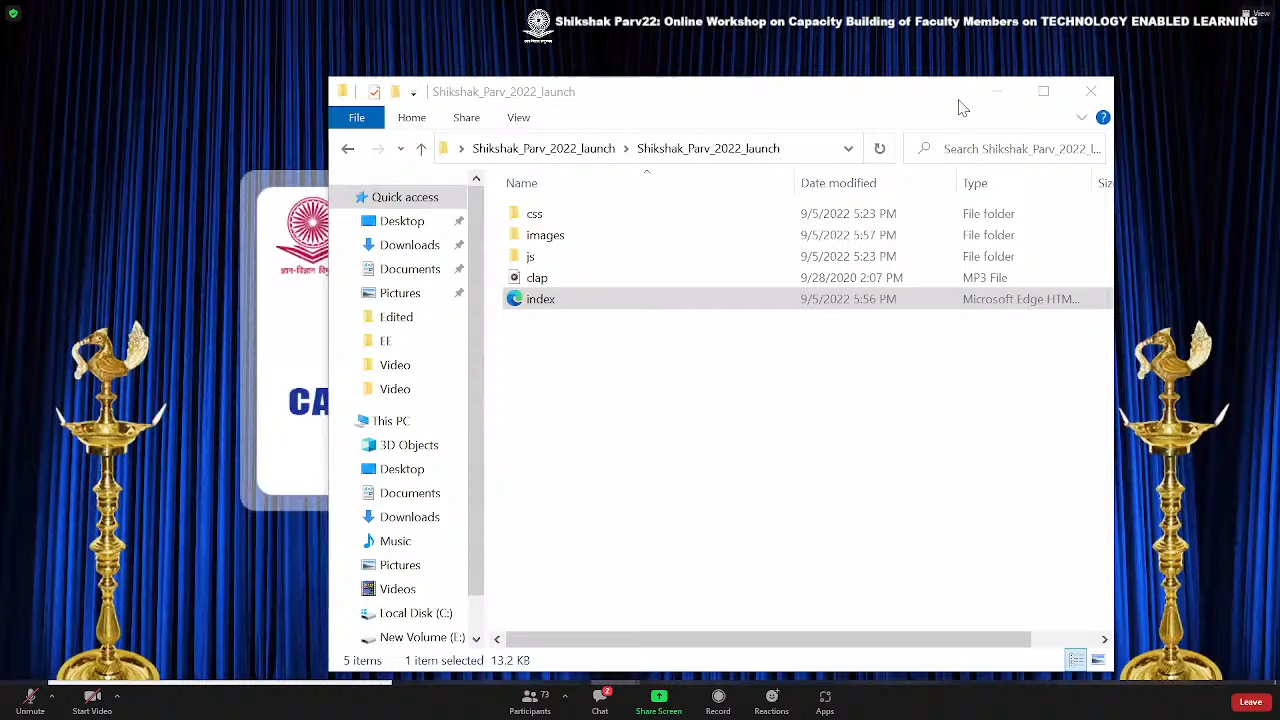 Shikshak Parv22: Online Workshop on Capacity Building of Faculty Members on TECHNOLOGY ENABLED LEARNING
View
Shikshak_Parv_2022_launch
File Home Share View
Shikshak_Parv_2022_launch Shikshak_Parv_2022_launch Search Shikshak_Parv_2022_l...
Name Date modified Type Siz
css 9/5/2022 5:23 PM File folder
images 9/5/2022 5:57 PM File folder
js 9/5/2022 5:23 PM File folder
clap 9/28/2020 2:07 PM MP3 File
index 9/5/2022 5:56 PM Microsoft Edge HTM...
Quick access
Desktop
Downloads
Documents
Pictures
Edited
EE
Video
Video
This PC
3D Objects
Desktop
Documents
Downloads
Music
Pictures
Videos
Local Disk (C:)
New Volume (E:)
5 items 1 item selected 13.2 KB
ज्ञान-विज्ञान
CA
73
2
Unmute Start Video Participants Chat Share Screen Record Reactions Apps Leave